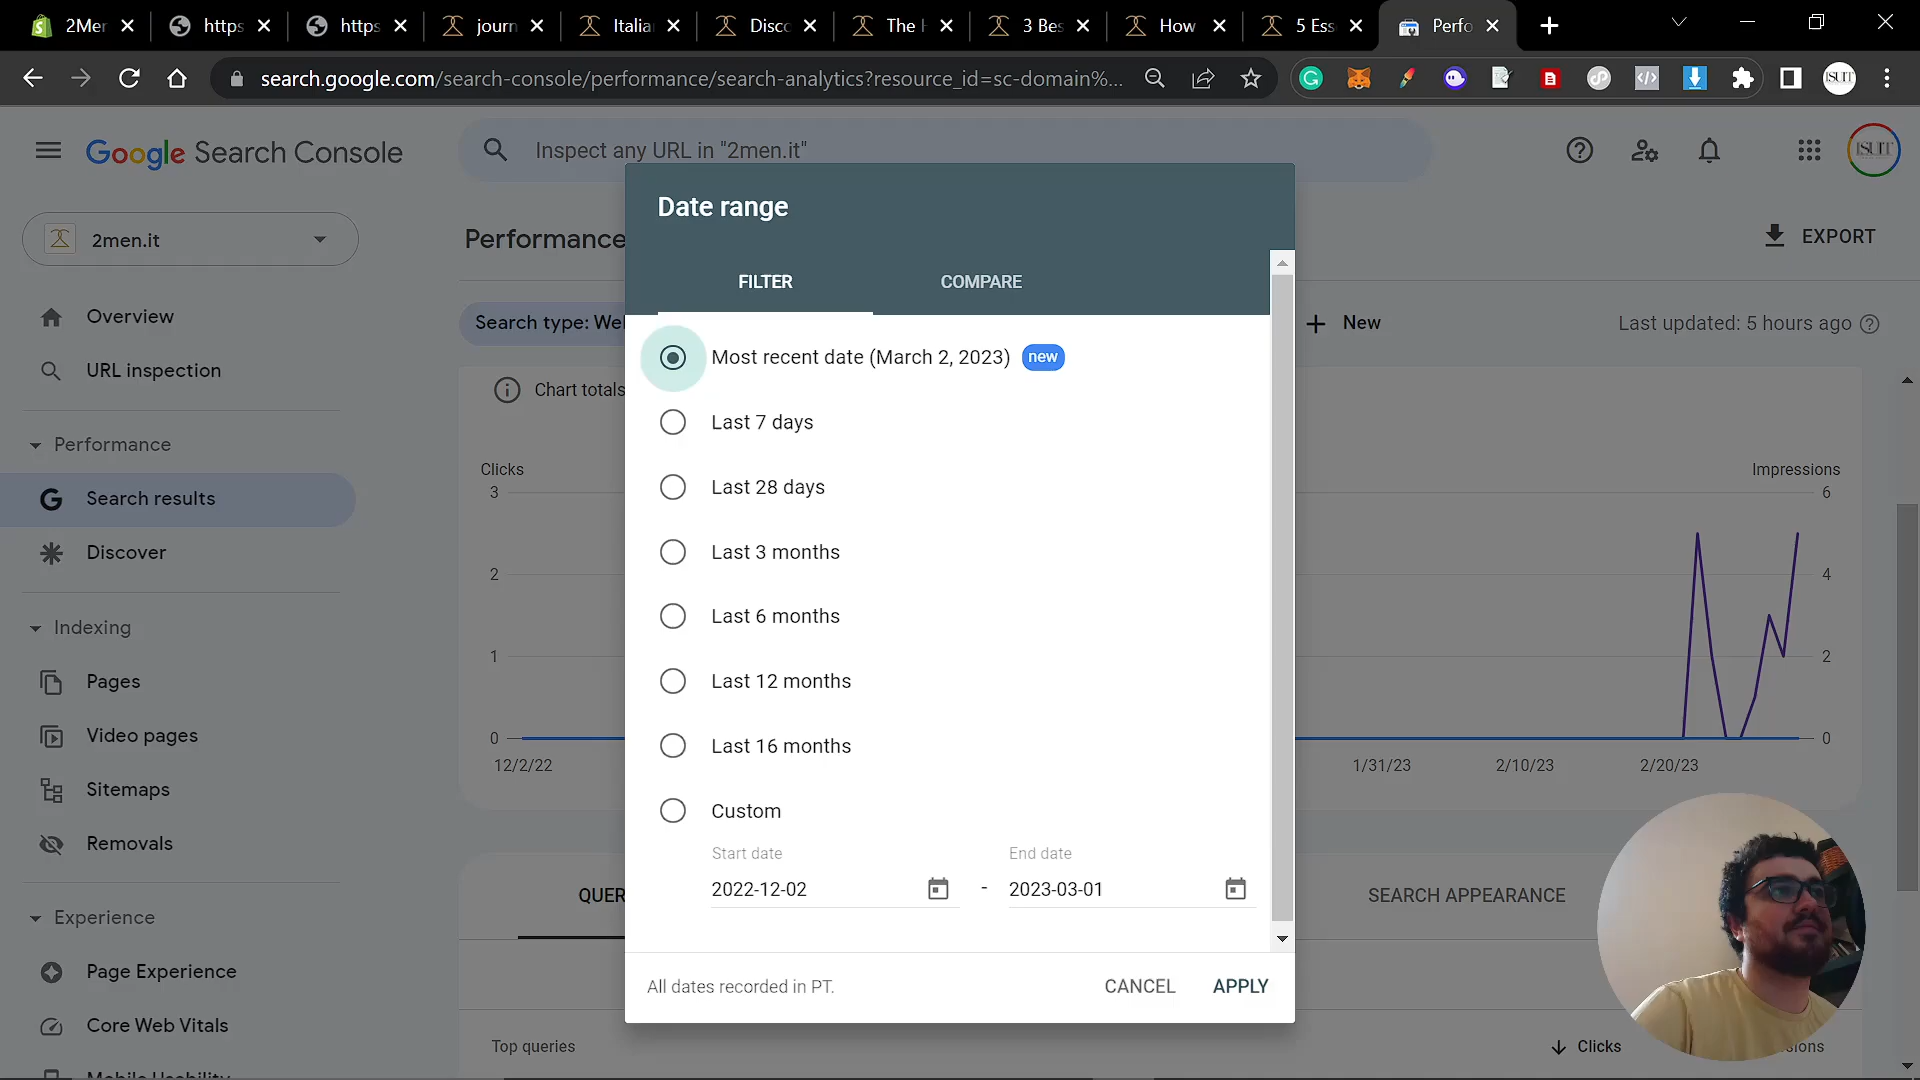 2Mer
https
https
journ
Italia
Disco
The H
3 Bes
How
5 Ess
Perfo
search.google.com/search-console/performance/search-analytics?resource_id=sc-domain%...
Google Search Console
Inspect any URL in "2men.it"
ISUIT
2men.it
Performance
EXPORT
Date range
FILTER
COMPARE
Search type: Wel
New
Last updated: 5 hours ago
Overview
URL inspection
Chart totals
Most recent date (March 2, 2023) new
Last 7 days
Last 28 days
Last 3 months
Last 6 months
Last 12 months
Last 16 months
Custom
Start date
End date
2022-12-02 - 2023-03-01
All dates recorded in PT.
CANCEL
APPLY
Performance
Search results
Discover
Indexing
Pages
Video pages
Sitemaps
Removals
Experience
Page Experience
Core Web Vitals
Mobile Usability
Clicks
Impressions
3
6
2
4
1
2
0
0
12/2/22
1/31/23
2/10/23
2/20/23
QUER
SEARCH APPEARANCE
Top queries
Clicks
sions